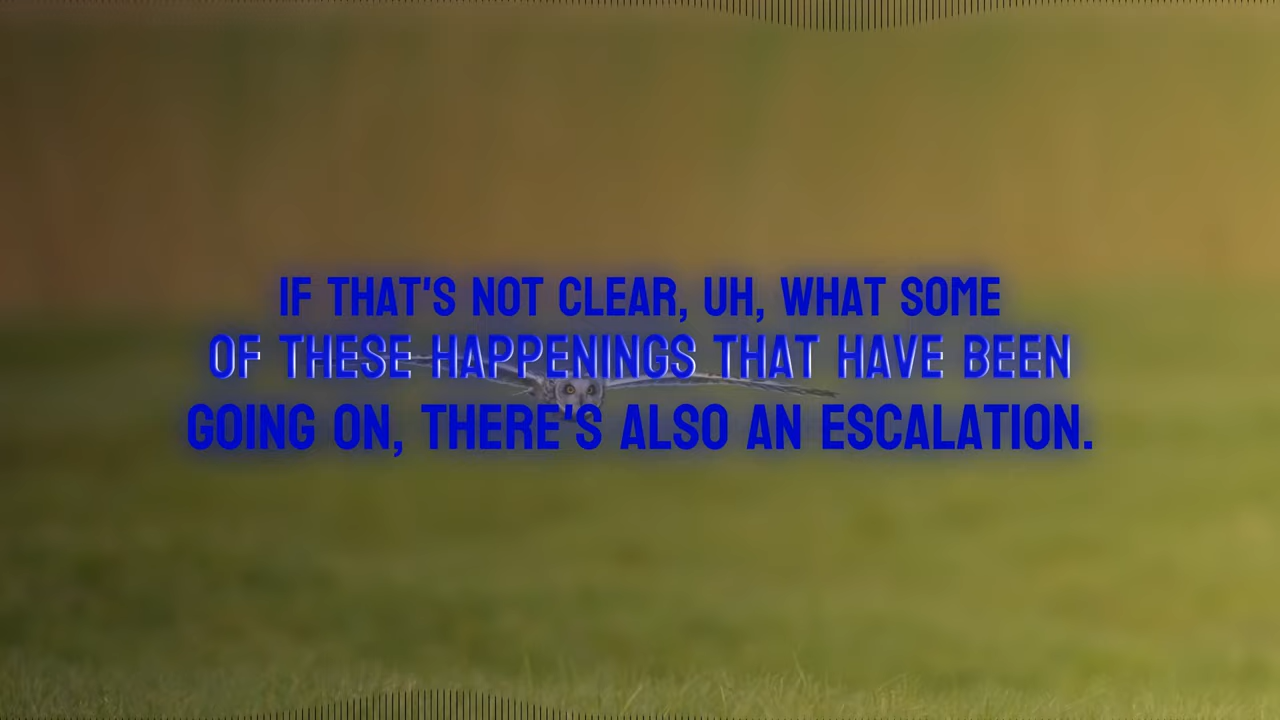 IF THAT'S NOT CLEAR, UH, WHAT SOME
OF THESE HAPPENINGS THAT HAVE BEEN
GOING ON, THERE'S ALSO AN ESCALATION.